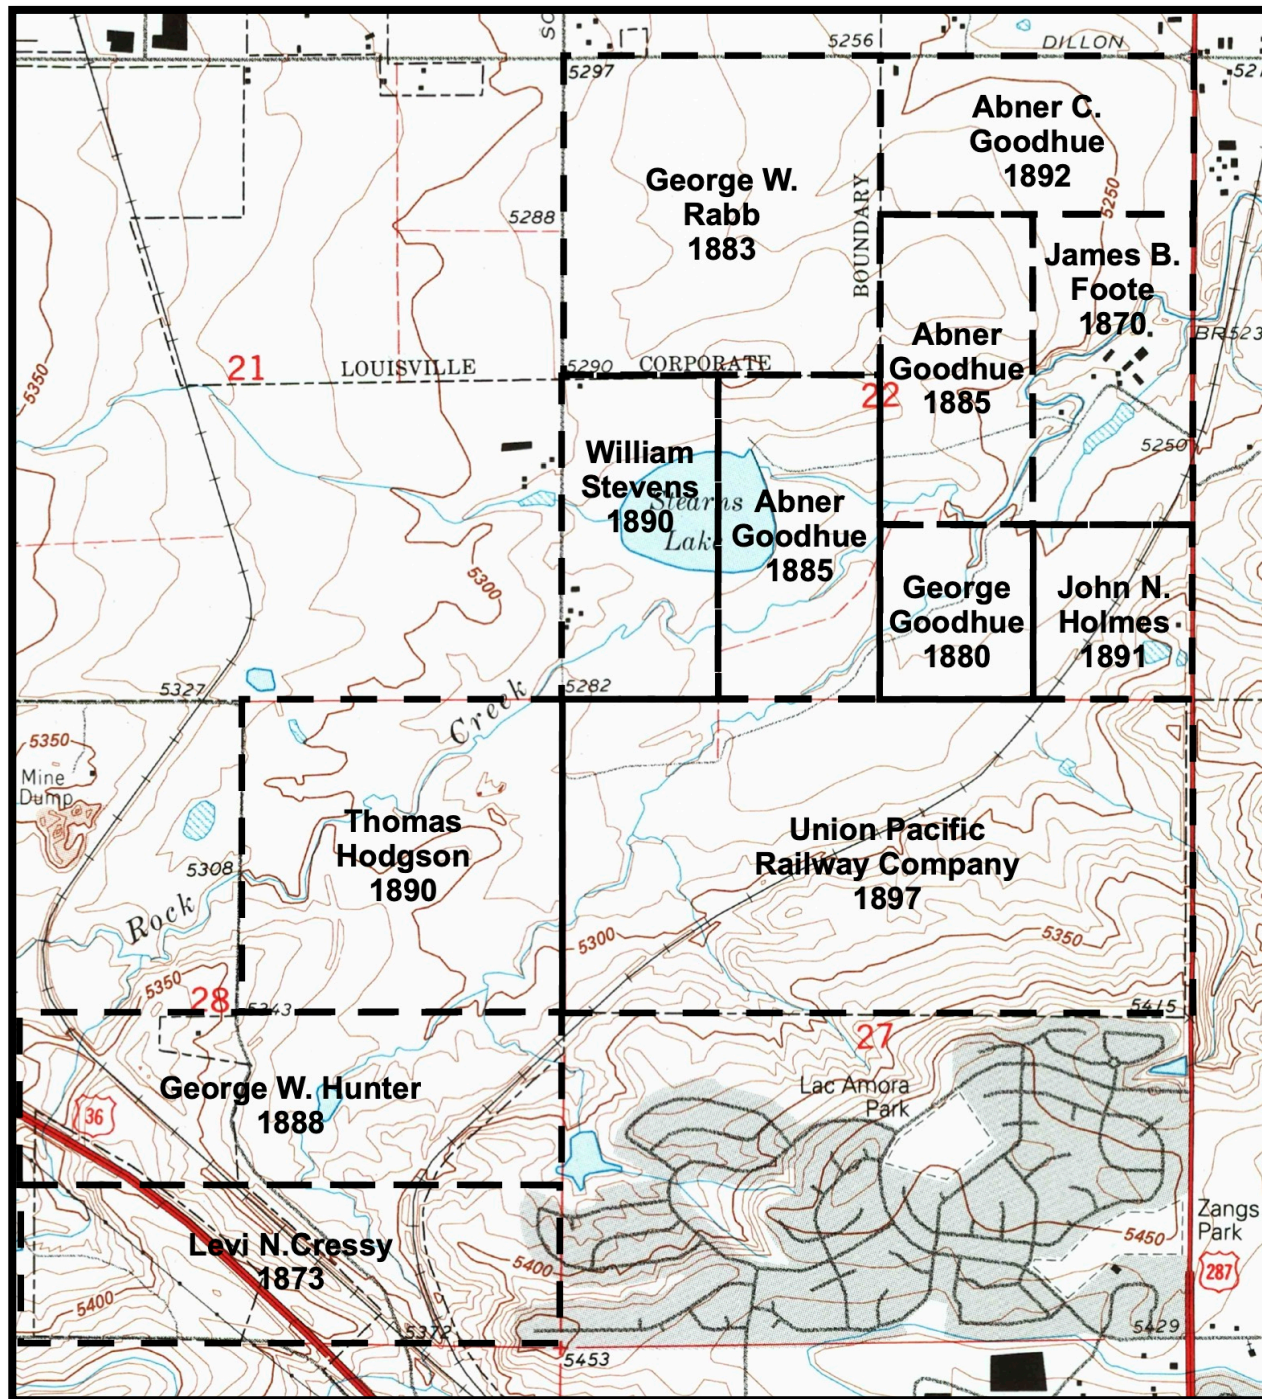 SO
5256
DILLON
5297
Abner C.
Goodhue
1892
George W.
Rabb
1883
5250
5288
BOUNDARY
James B.
Foote
1870
Abner
Goodhue
1885
5350
21
LOUISVILLE
5290
CORPORATE
22
5250
William
Stevens
1890
Stearns
Lake
Abner
Goodhue
1885
5300
George
Goodhue
1880
John N.
Holmes
1891
5327
5282
Creek
5350
Mine
Dump
Thomas
Hodgson
1890
Union Pacific
Railway Company
1897
5308
Rock
5300
5350
5350
28
5343
5415
27
George W. Hunter
1888
36
Lac Amora
Park
Levi N.Cressy
1873
5400
5400
5450
Zangs
Park
287
5372
5429
5453